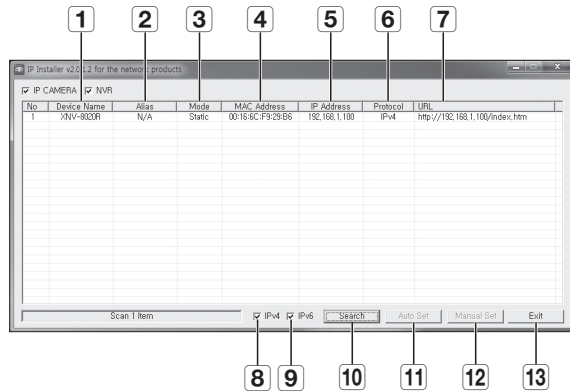 1 2 3 4 5 6 7
IP Installer v2.0.1.2 for the network products
IP CAMERA NVR
No Device Name Alias Mode MAC Address IP Address Protocol URL
1 XNV-8020R N/A Static 00:16:6C:F9:29:B6 192,168,1,100 IPv4 http://192,168,1,100/index,htm
Scan 1 Item IPv4 IPv6 Search Auto Set Manual Set Exit
8 9 10 11 12 13